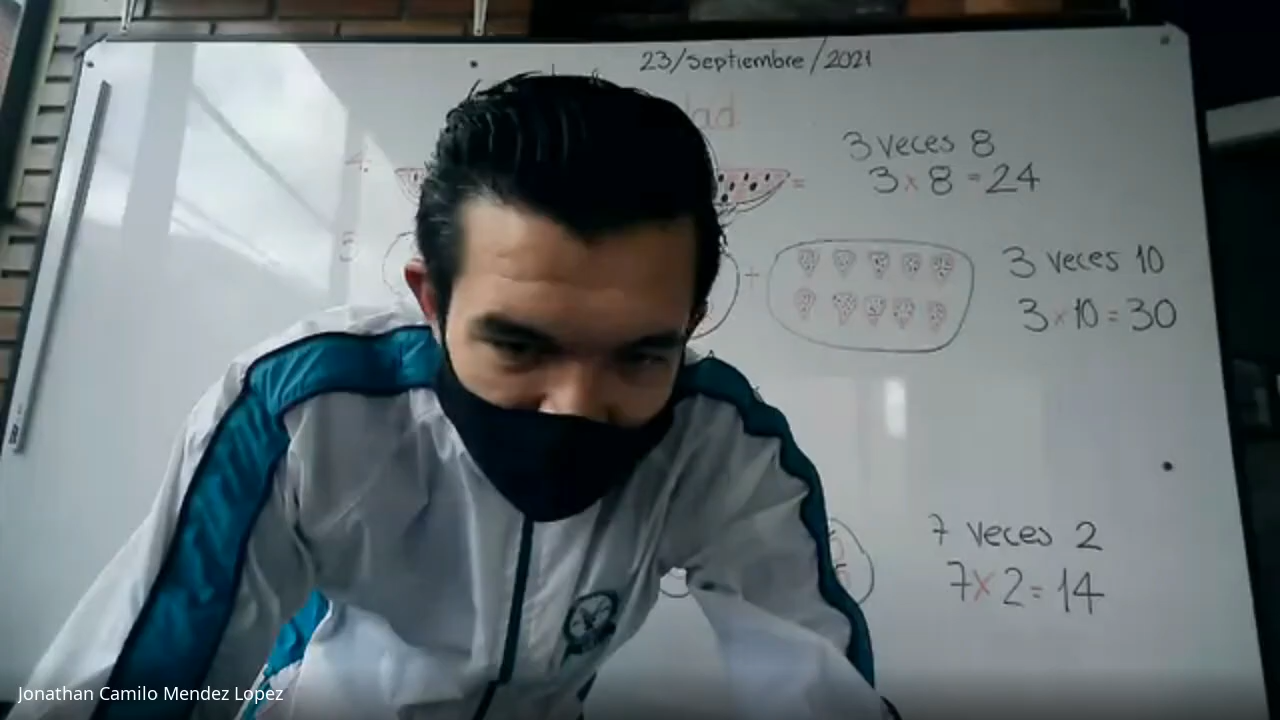 23/Septiembre/2021
3 veces 8
3 x 8 = 24
3 veces 10
3 x 10 = 30
7 veces 2
7 x 2 = 14
Jonathan Camilo Mendez Lopez